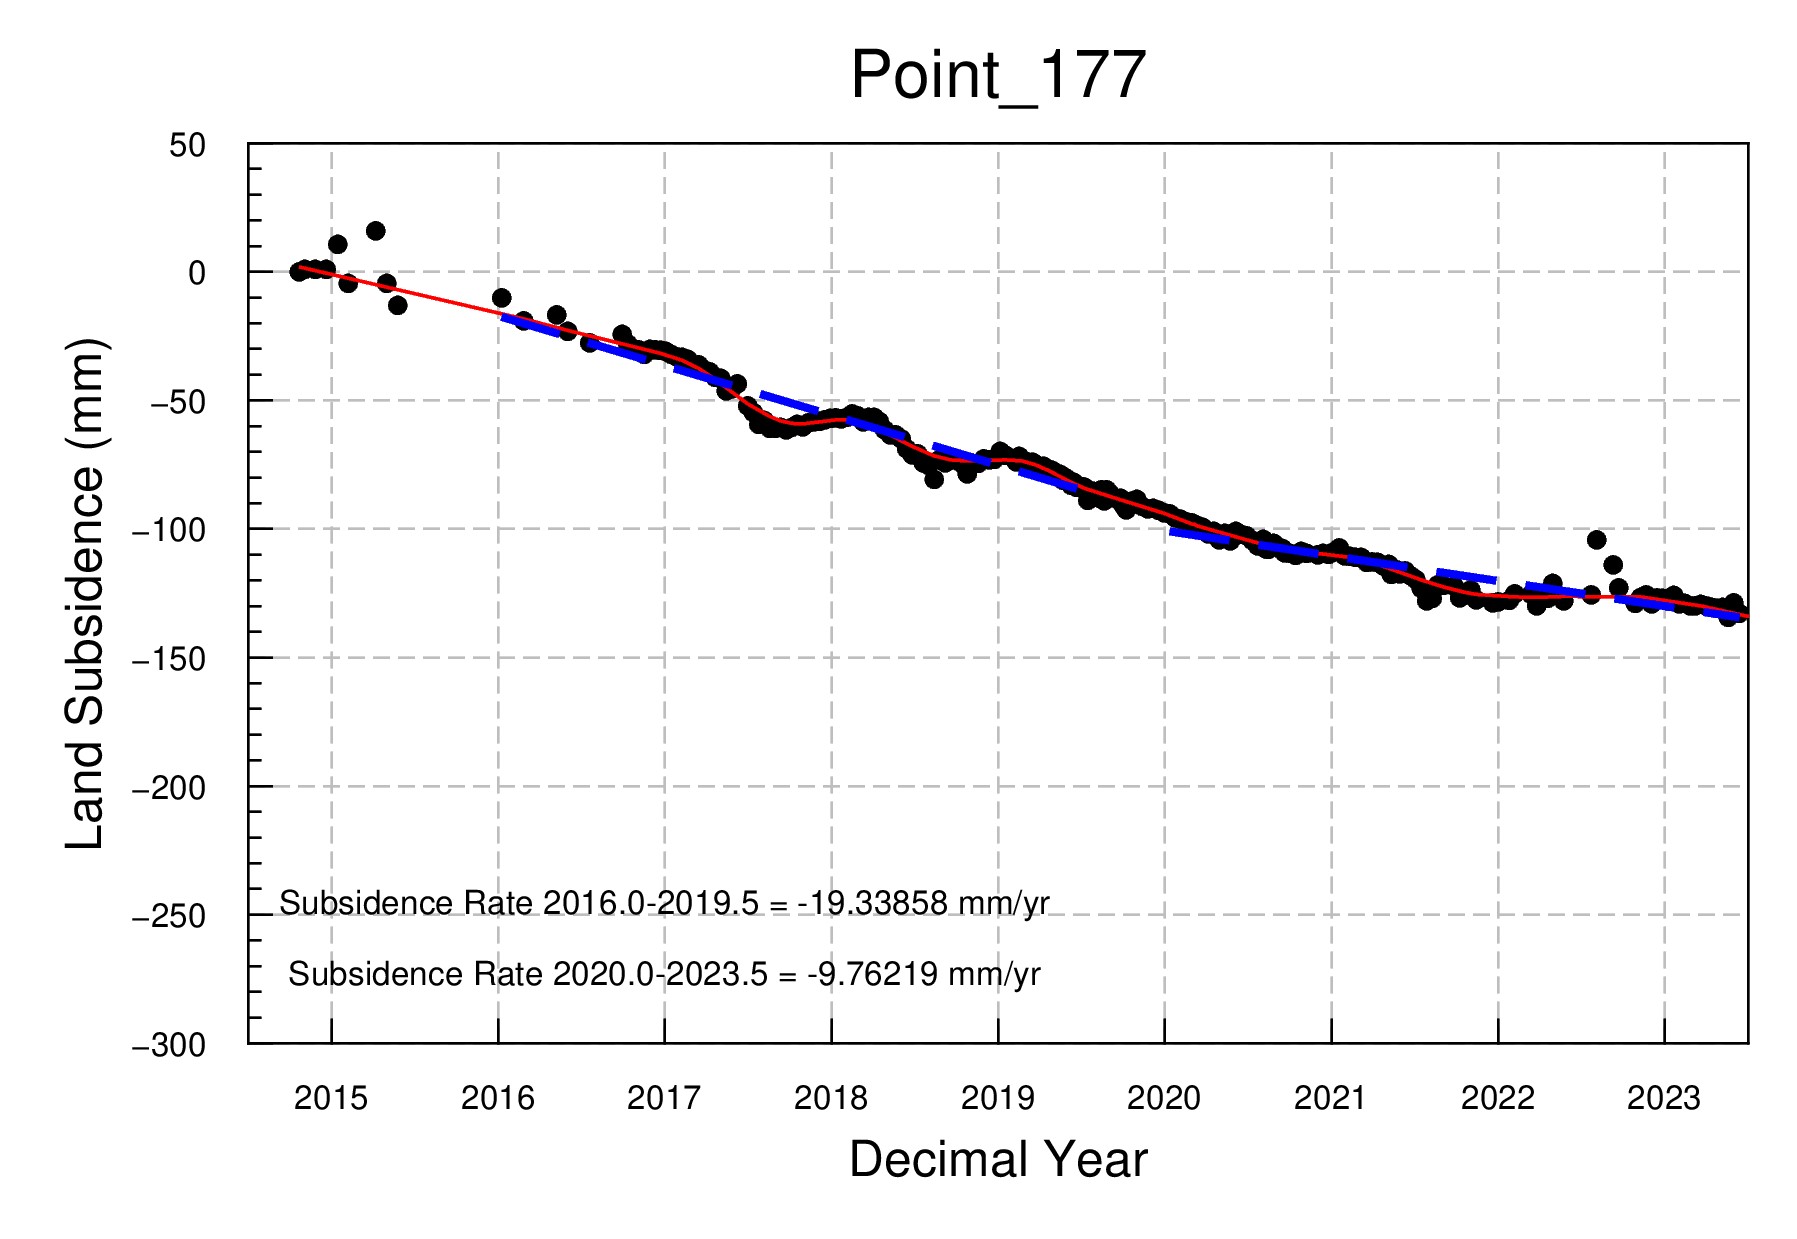 Point_177
50
0
−50
−100
−150
−200
−250
−300
Land Subsidence (mm)
Subsidence Rate 2016.0-2019.5 = -19.33858 mm/yr
Subsidence Rate 2020.0-2023.5 = -9.76219 mm/yr
2015 2016 2017 2018 2019 2020 2021 2022 2023
Decimal Year